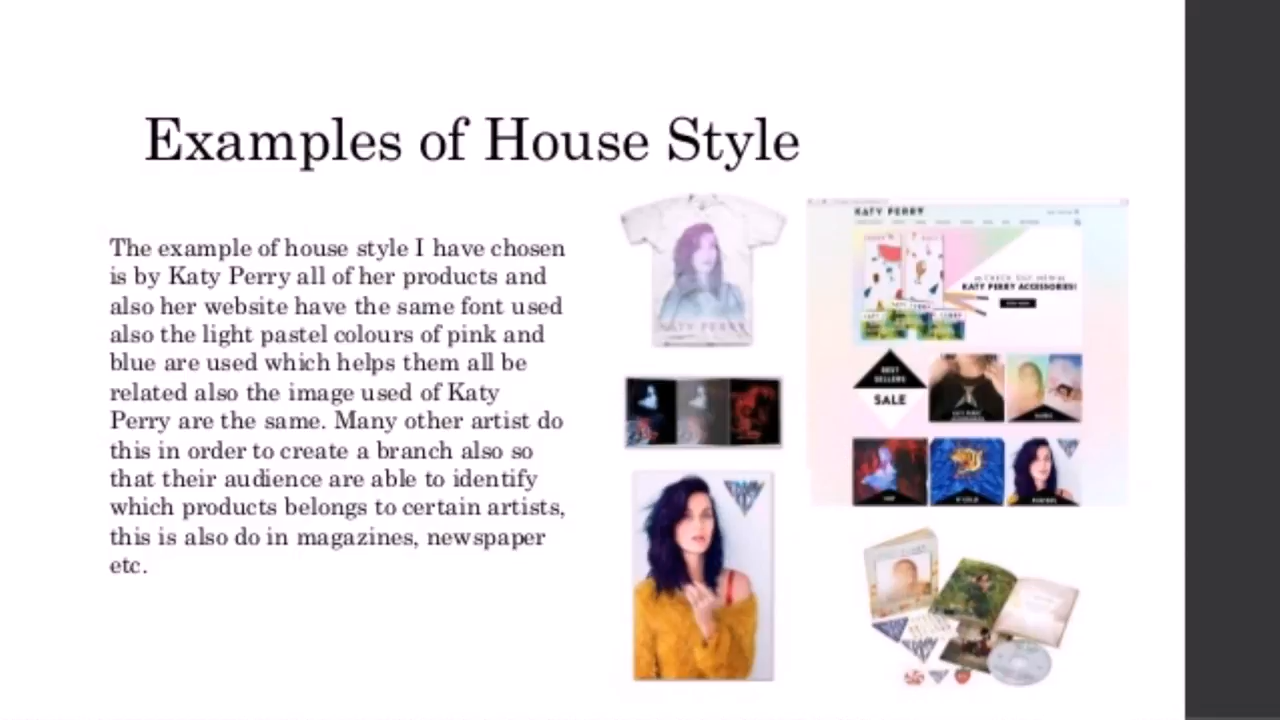 Examples of House Style
The example of house style I have chosen
is by Katy Perry all of her products and
also her website have the same font used
also the light pastel colours of pink and
blue are used which helps them all be
related also the image used of Katy
Perry are the same. Many other artist do
this in order to create a branch also so
that their audience are able to identify
which products belongs to certain artists,
this is also do in magazines, newspaper
etc.
KATY PERRY
KATY PERRY
KATY PERRY ACCESSORIES!
BEST
SELLERS
SALE